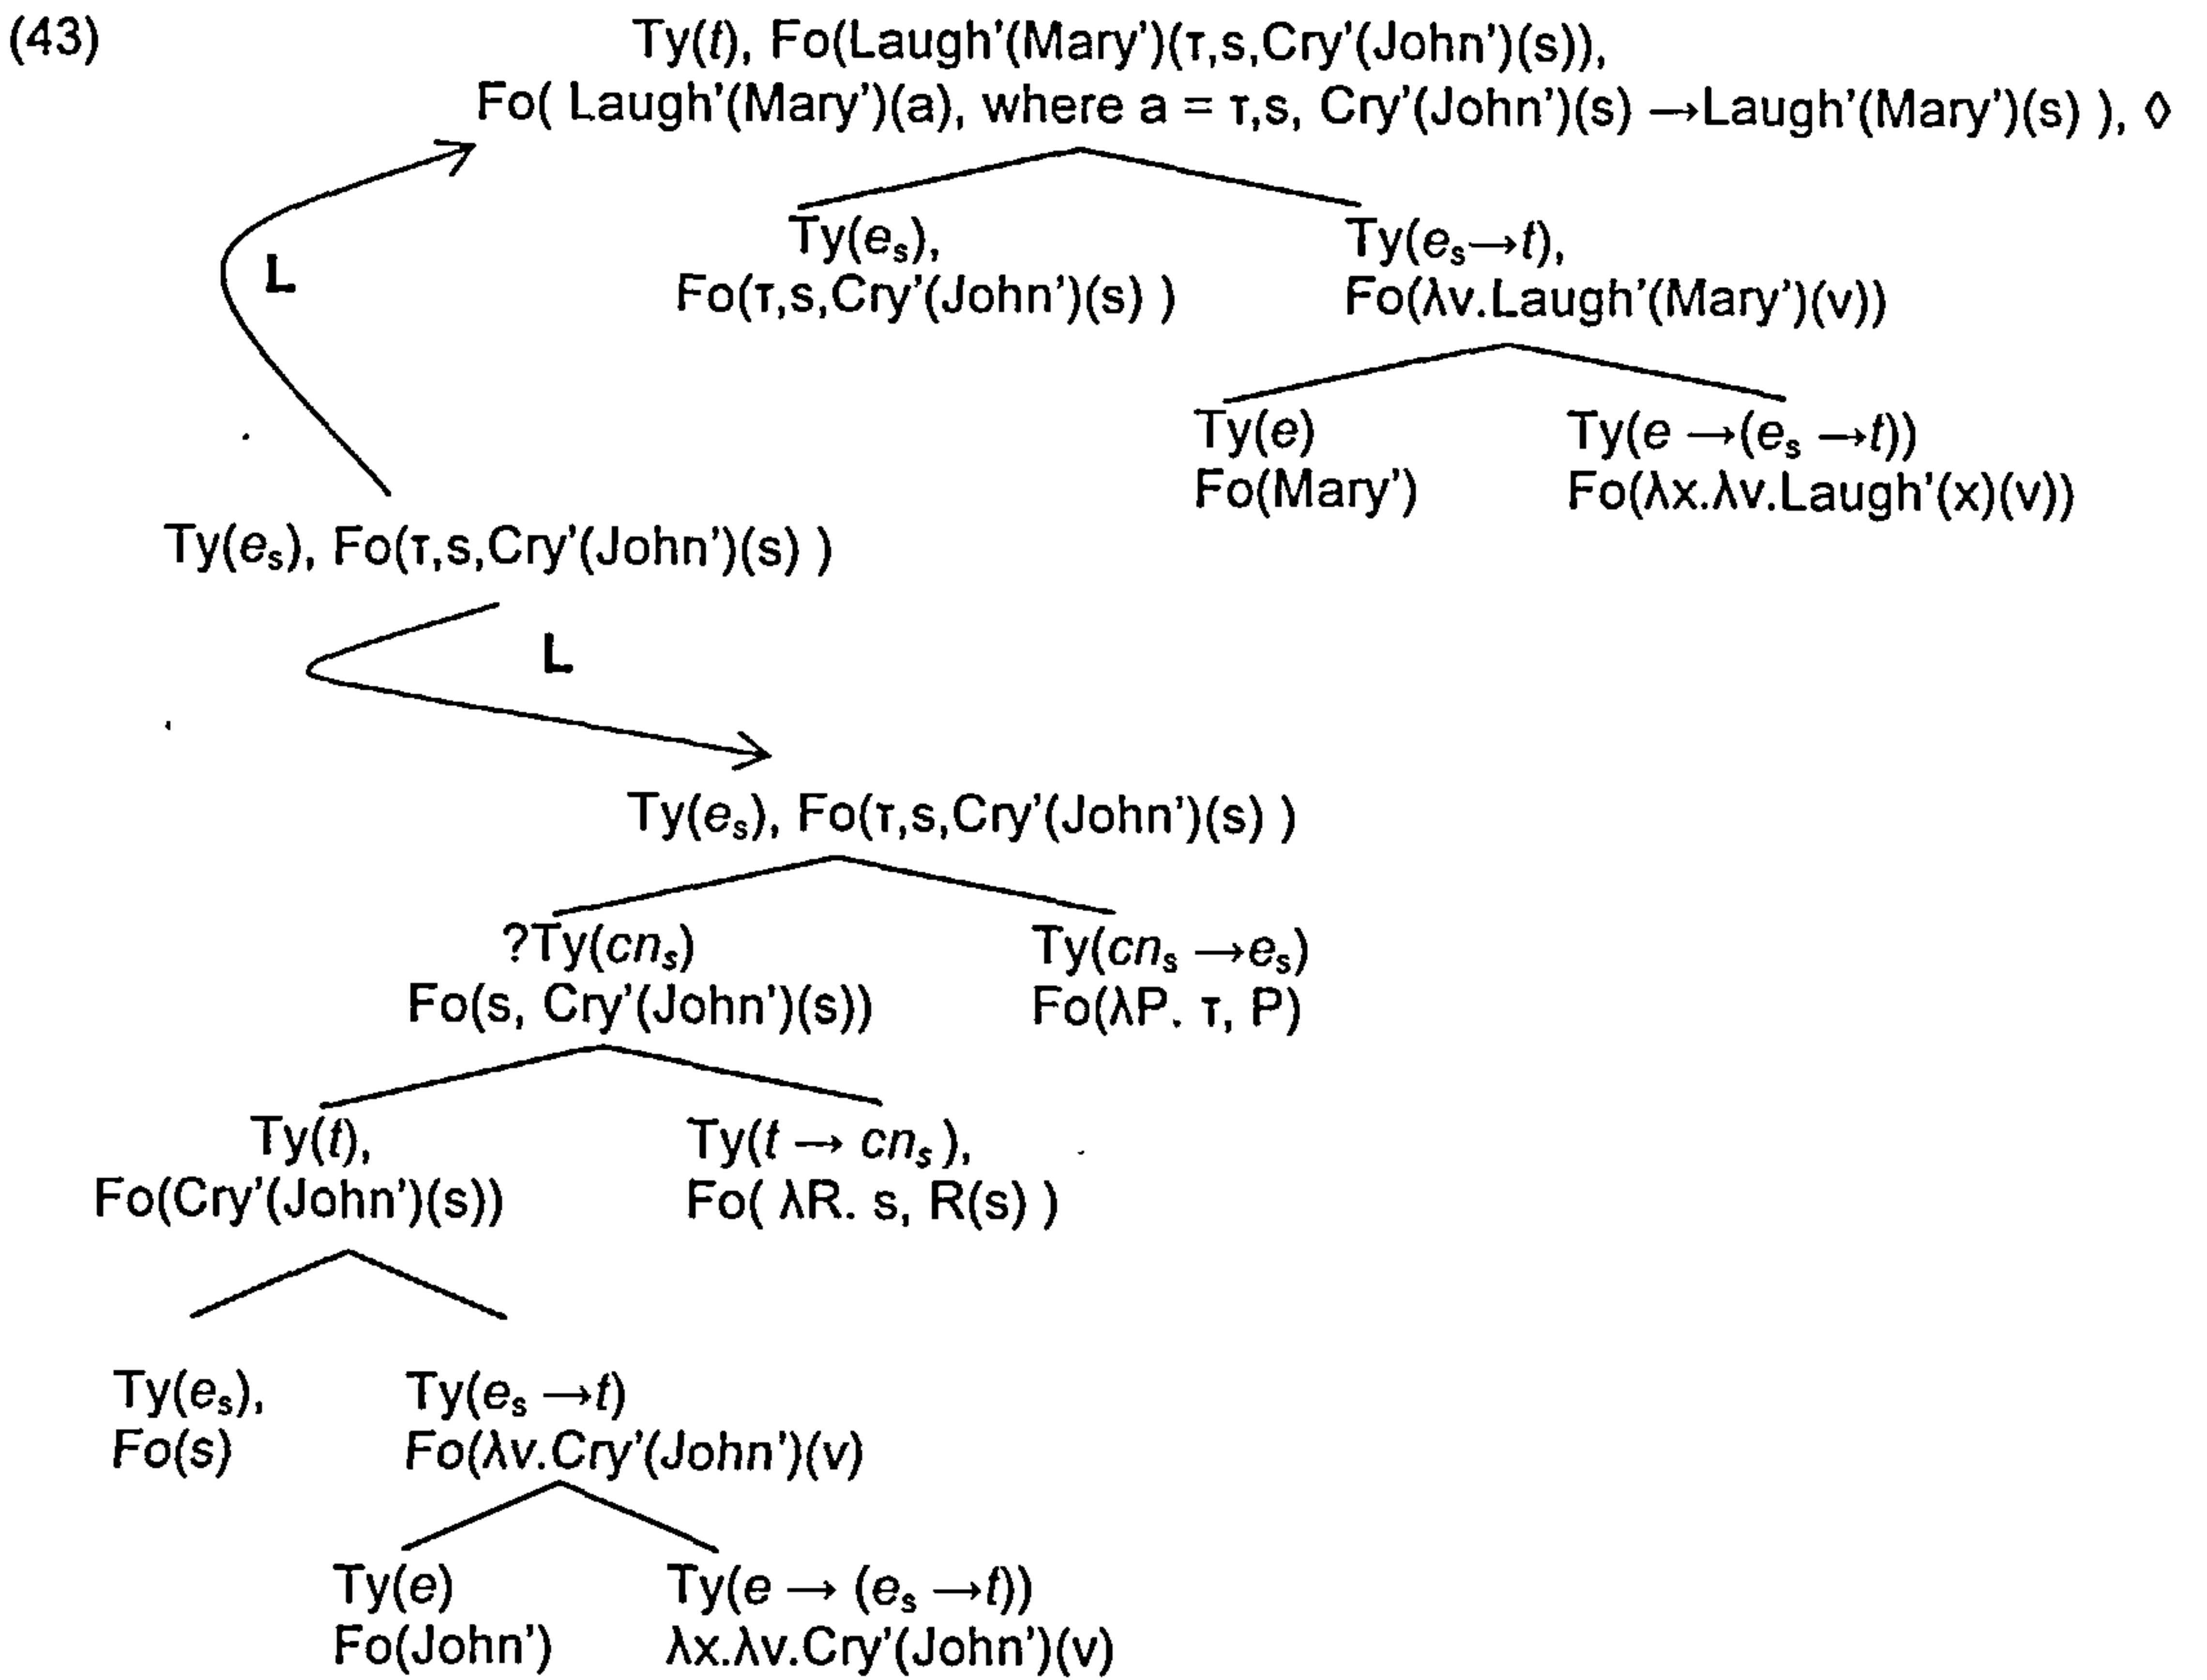 (43)
Ty(t), Fo(Laugh'(Mary')(τ,s,Cry'(John')(s)),
Fo( Laugh'(Mary')(a), where a = τ,s, Cry'(John')(s) →Laugh'(Mary')(s) ), ◊
L
Ty(eₛ), Ty(eₛ→t),
Fo(τ,s,Cry'(John')(s) ) Fo(λv.Laugh'(Mary')(v))
Ty(e) Ty(e →(eₛ →t))
Fo(Mary') Fo(λx.λv.Laugh'(x)(v))
Ty(eₛ), Fo(τ,s,Cry'(John')(s) )
L
Ty(eₛ), Fo(τ,s,Cry'(John')(s) )
?Ty(cnₛ) Ty(cnₛ →eₛ)
Fo(s, Cry'(John')(s)) Fo(λP. τ, P)
Ty(t), Ty(t → cnₛ),
Fo(Cry'(John')(s)) Fo( λR. s, R(s) )
Ty(eₛ), Ty(eₛ →t)
Fo(s) Fo(λv.Cry'(John')(v)
Ty(e) Ty(e → (eₛ →t))
Fo(John') λx.λv.Cry'(John')(v)